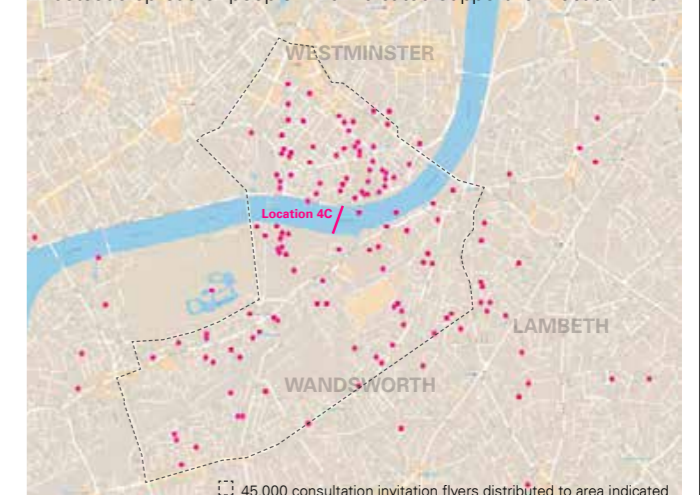 WESTMINSTER
Location 4C
LAMBETH
WANDSWORTH
45,000 consultation invitation flyers distributed to area indicated